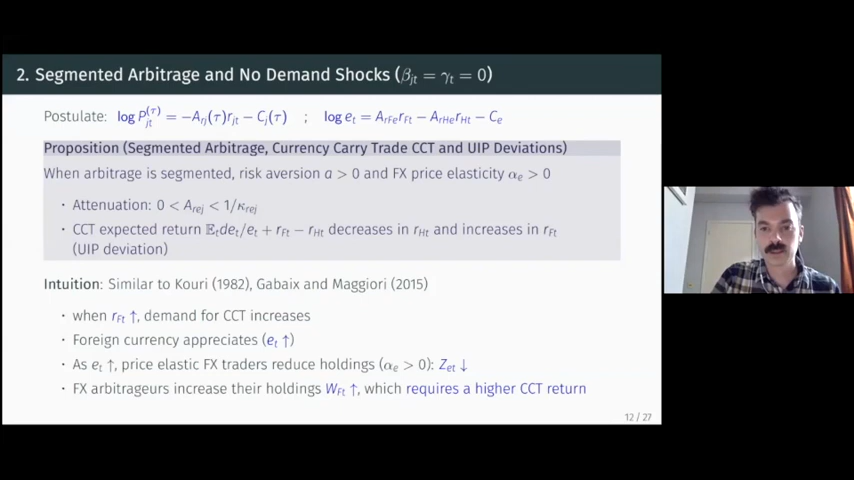 2. Segmented Arbitrage and No Demand Shocks (βjt = γt = 0)
Postulate: log Pjt(τ) = −Arj(τ)rjt − Cj(τ) ; log et = ArFerFt − ArHerHt − Ce
Proposition (Segmented Arbitrage, Currency Carry Trade CCT and UIP Deviations)
When arbitrage is segmented, risk aversion a > 0 and FX price elasticity αe > 0
• Attenuation: 0 < Arej < 1/κrej
• CCT expected return 𝔼tdet/et + rFt − rHt decreases in rHt and increases in rFt
(UIP deviation)
Intuition: Similar to Kouri (1982), Gabaix and Maggiori (2015)
• when rFt ↑, demand for CCT increases
• Foreign currency appreciates (et ↑)
• As et ↑, price elastic FX traders reduce holdings (αe > 0): Zet ↓
• FX arbitrageurs increase their holdings WFt ↑, which requires a higher CCT return
12 / 27